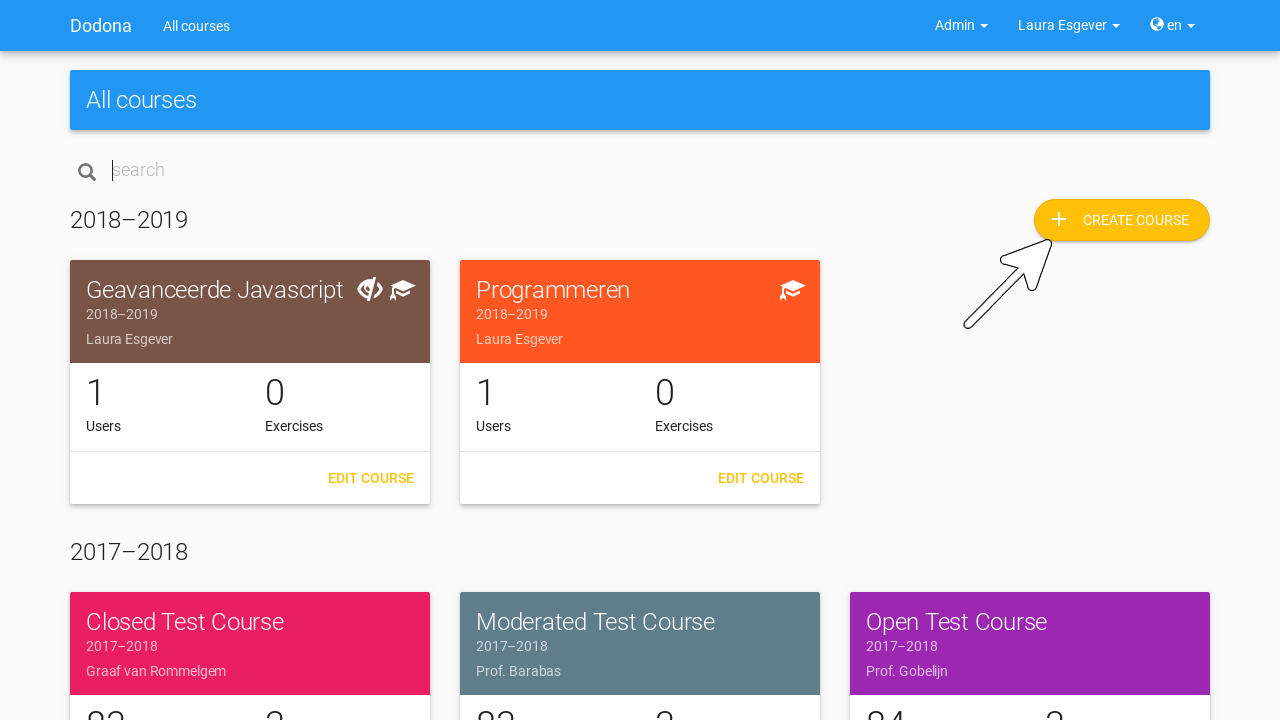 Dodona All courses Admin Laura Esgever en
All courses
search
2018–2019 CREATE COURSE
Geavanceerde Javascript Programmeren
2018–2019 2018–2019
Laura Esgever Laura Esgever
1 0 1 0
Users Exercises Users Exercises
EDIT COURSE EDIT COURSE
2017–2018
Closed Test Course Moderated Test Course Open Test Course
2017–2018 2017–2018 2017–2018
Graaf van Rommelgem Prof. Barabas Prof. Gobelijn